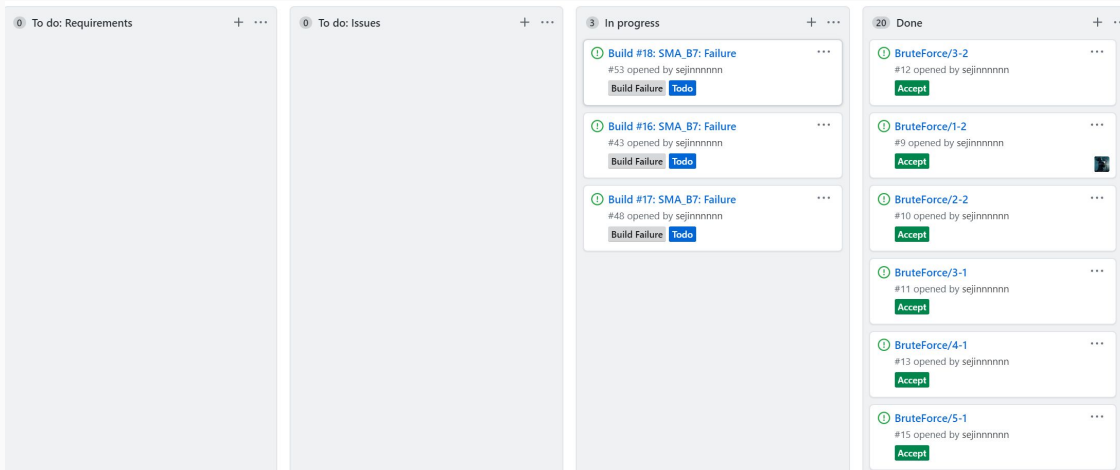 0 To do: Requirements
0 To do: Issues
3 In progress
Build #18: SMA_B7: Failure
#53 opened by sejinnnnnn
Build Failure Todo
Build #16: SMA_B7: Failure
#43 opened by sejinnnnnn
Build Failure Todo
Build #17: SMA_B7: Failure
#48 opened by sejinnnnnn
Build Failure Todo
20 Done
BruteForce/3-2
#12 opened by sejinnnnnn
Accept
BruteForce/1-2
#9 opened by sejinnnnnn
Accept
BruteForce/2-2
#10 opened by sejinnnnnn
Accept
BruteForce/3-1
#11 opened by sejinnnnnn
Accept
BruteForce/4-1
#13 opened by sejinnnnnn
Accept
BruteForce/5-1
#15 opened by sejinnnnnn
Accept